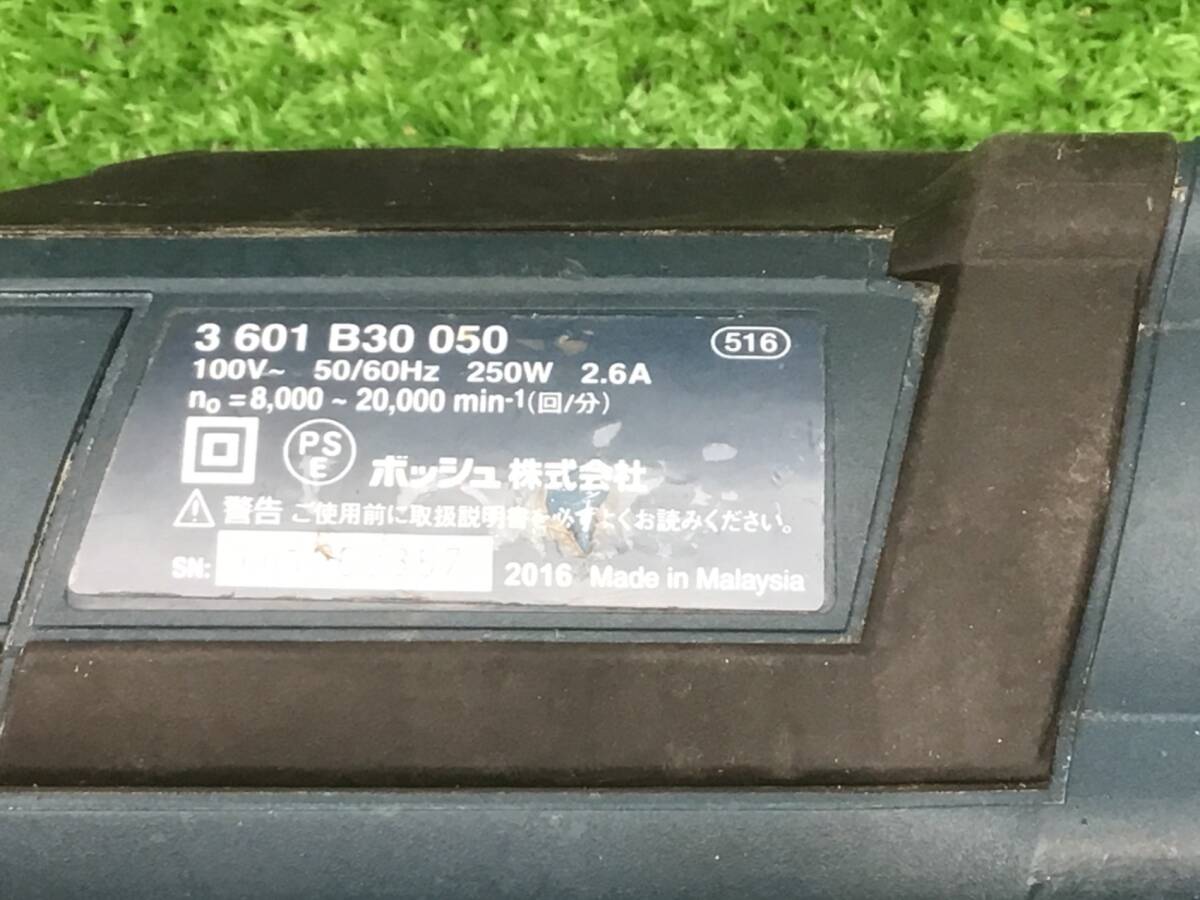 3 601 B30 050 516
100V~ 50/60Hz 250W 2.6A
n₀ = 8,000 ~ 20,000 min⁻¹(回/分)
PS
E
ボッシュ 株式会社
警告 ご使用前に取扱説明書を必ずよくお読みください。
SN: 2016 Made in Malaysia